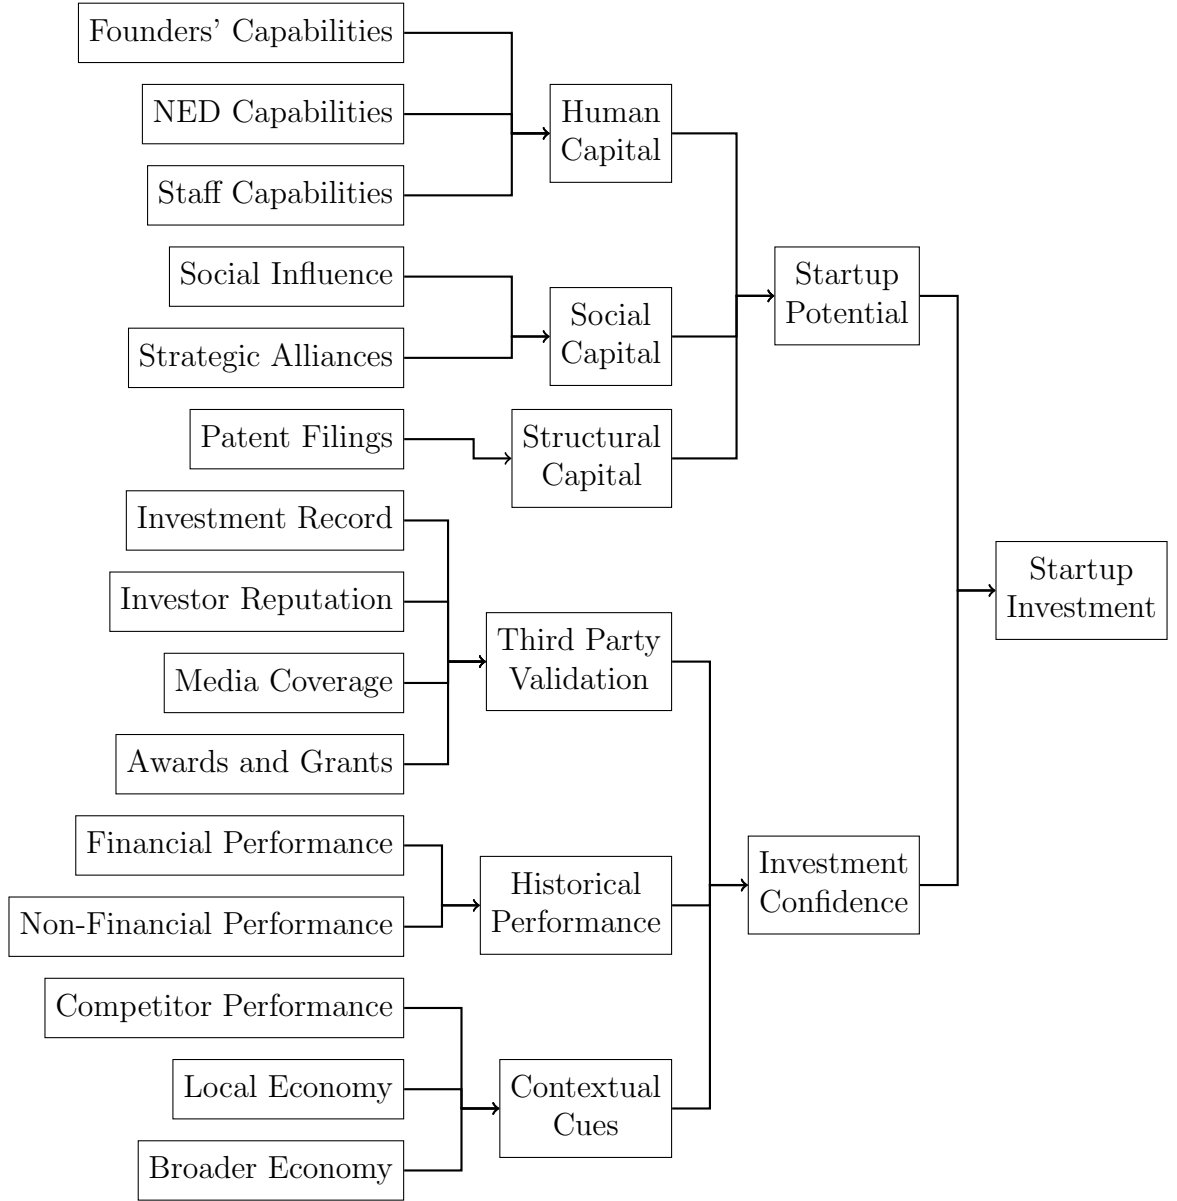 Founders’ Capabilities
NED Capabilities
Staff Capabilities
Social Influence
Strategic Alliances
Patent Filings
Investment Record
Investor Reputation
Media Coverage
Awards and Grants
Financial Performance
Non-Financial Performance
Competitor Performance
Local Economy
Broader Economy
Human
Capital
Social
Capital
Structural
Capital
Third Party
Validation
Historical
Performance
Contextual
Cues
Startup
Potential
Investment
Confidence
Startup
Investment